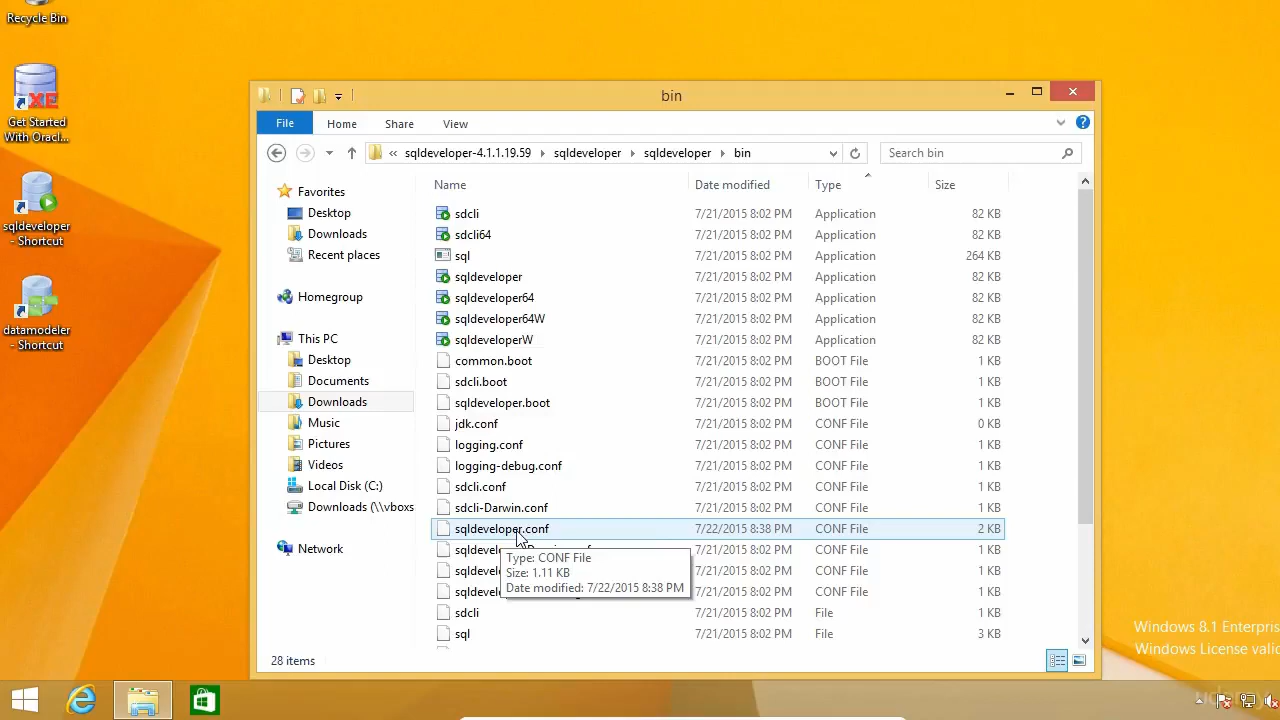 Recycle Bin
Get Started
With Oracl...
sqldeveloper
- Shortcut
datamodeler
- Shortcut
bin
File Home Share View
« sqldeveloper-4.1.1.19.59 sqldeveloper sqldeveloper bin
Search bin
Favorites
Desktop
Downloads
Recent places
Homegroup
This PC
Desktop
Documents
Downloads
Music
Pictures
Videos
Local Disk (C:)
Downloads (\\vboxs
Network
Name Date modified Type Size
sdcli 7/21/2015 8:02 PM Application 82 KB
sdcli64 7/21/2015 8:02 PM Application 82 KB
sql 7/21/2015 8:02 PM Application 264 KB
sqldeveloper 7/21/2015 8:02 PM Application 82 KB
sqldeveloper64 7/21/2015 8:02 PM Application 82 KB
sqldeveloper64W 7/21/2015 8:02 PM Application 82 KB
sqldeveloperW 7/21/2015 8:02 PM Application 82 KB
common.boot 7/21/2015 8:02 PM BOOT File 1 KB
sdcli.boot 7/21/2015 8:02 PM BOOT File 1 KB
sqldeveloper.boot 7/21/2015 8:02 PM BOOT File 1 KB
jdk.conf 7/21/2015 8:02 PM CONF File 0 KB
logging.conf 7/21/2015 8:02 PM CONF File 1 KB
logging-debug.conf 7/21/2015 8:02 PM CONF File 1 KB
sdcli.conf 7/21/2015 8:02 PM CONF File 1 KB
sdcli-Darwin.conf 7/21/2015 8:02 PM CONF File 1 KB
sqldeveloper.conf 7/22/2015 8:38 PM CONF File 2 KB
7/21/2015 8:02 PM CONF File 1 KB
7/21/2015 8:02 PM CONF File 1 KB
7/21/2015 8:02 PM CONF File 1 KB
sdcli 7/21/2015 8:02 PM File 1 KB
sql 7/21/2015 8:02 PM File 3 KB
Type: CONF File
Size: 1.11 KB
Date modified: 7/22/2015 8:38 PM
28 items
Windows 8.1 Enterpris
Windows License valid